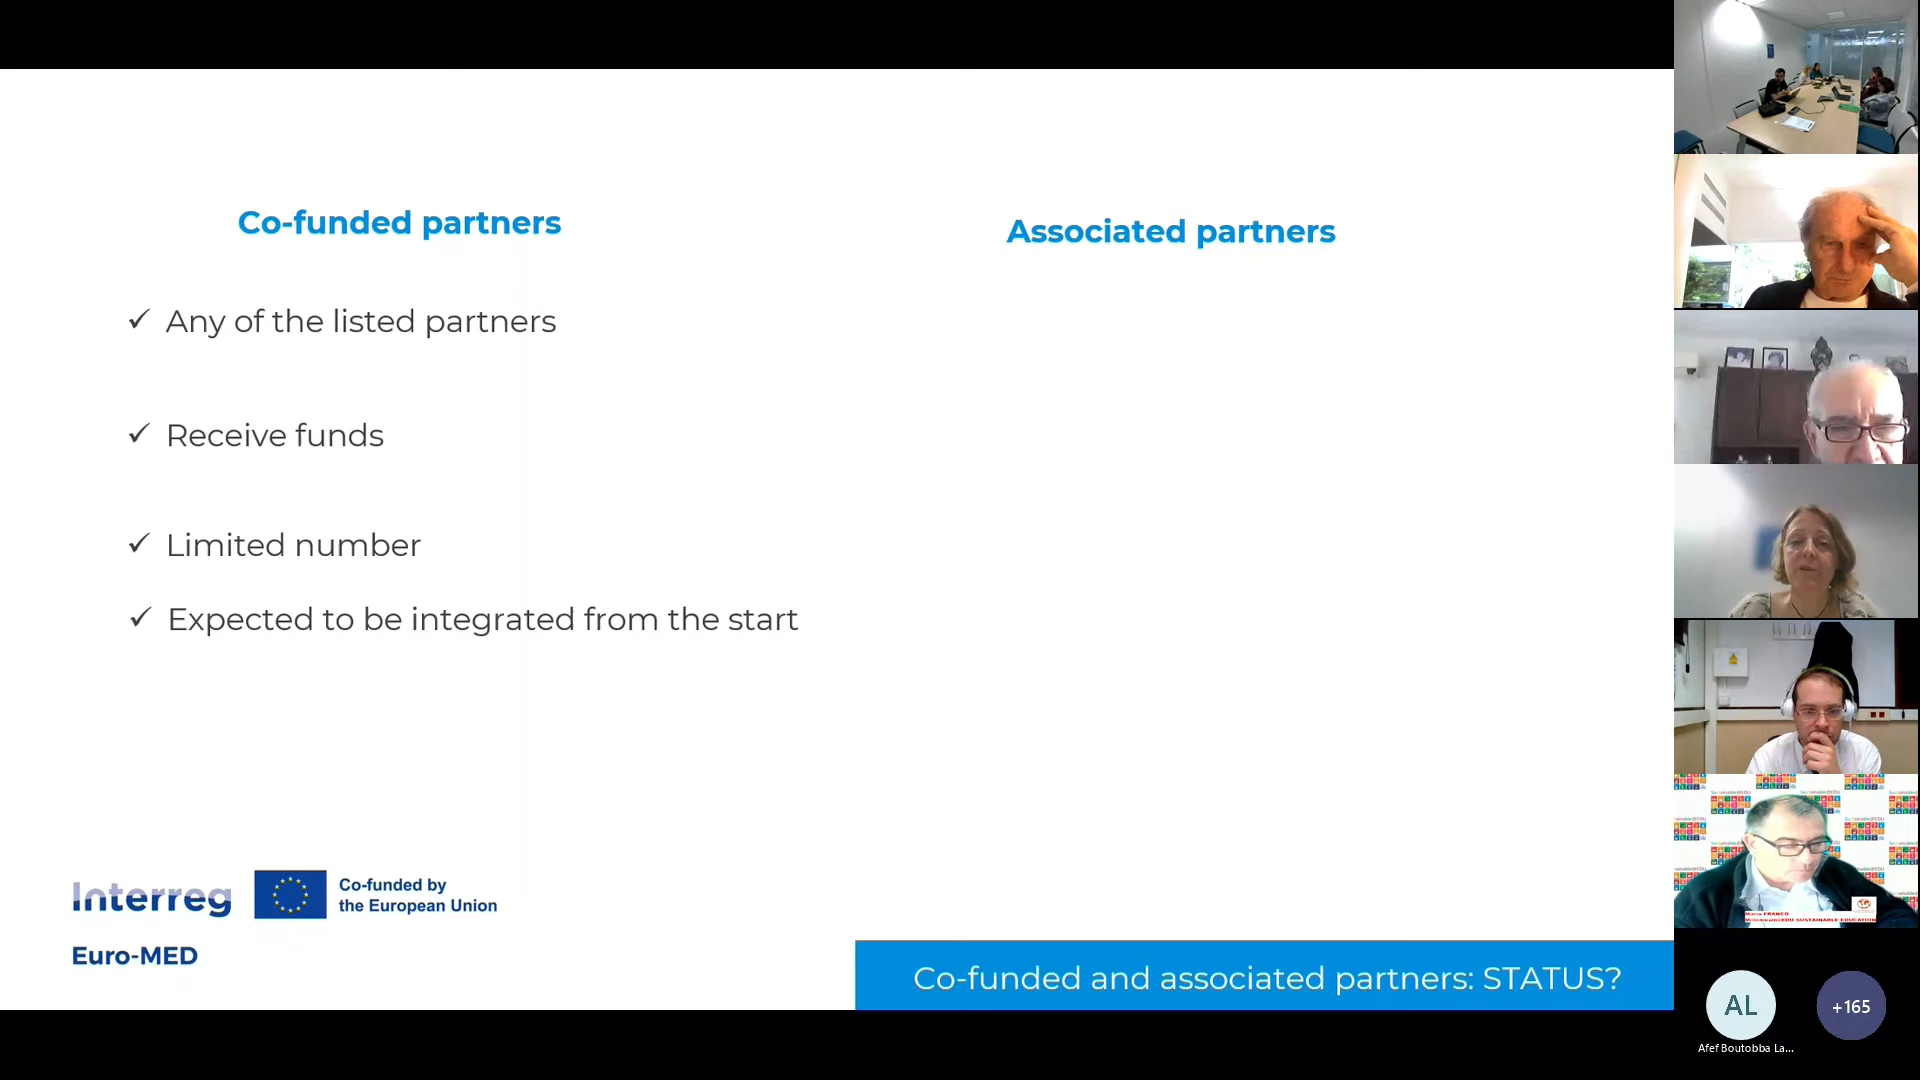 Co-funded partners
Associated partners
✓ Any of the listed partners
✓ Receive funds
✓ Limited number
✓ Expected to be integrated from the start
Interreg
Co-funded by
the European Union
Euro-MED
Co-funded and associated partners: STATUS?
Mario FRANCO
AL
+165
Afef Boutobba La...